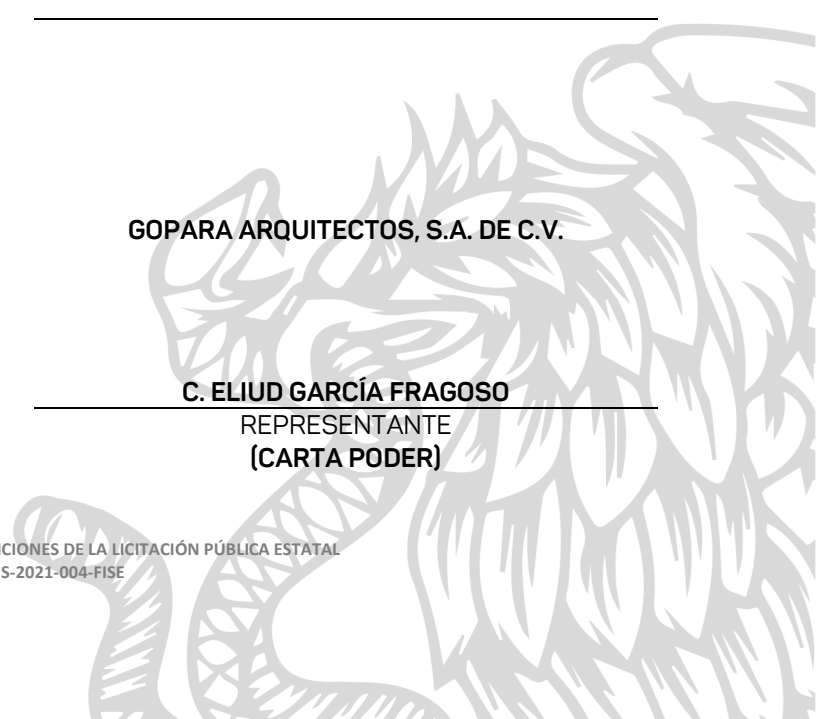 GOPARA ARQUITECTOS, S.A. DE C.V.
C. ELIUD GARCÍA FRAGOSO
REPRESENTANTE
(CARTA PODER)
CIONES DE LA LICITACIÓN PÚBLICA ESTATAL
S-2021-004-FISE